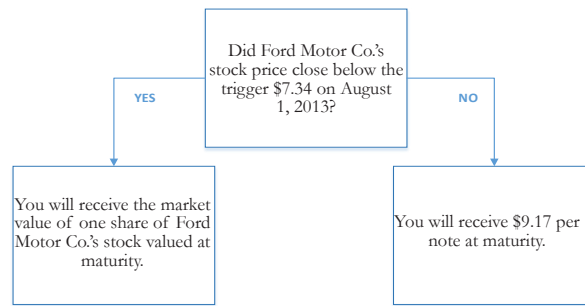 Did Ford Motor Co.'s
stock price close below the
trigger $7.34 on August
1, 2013?
YES
NO
You will receive the market
value of one share of Ford
Motor Co.'s stock valued at
maturity.
You will receive $9.17 per
note at maturity.